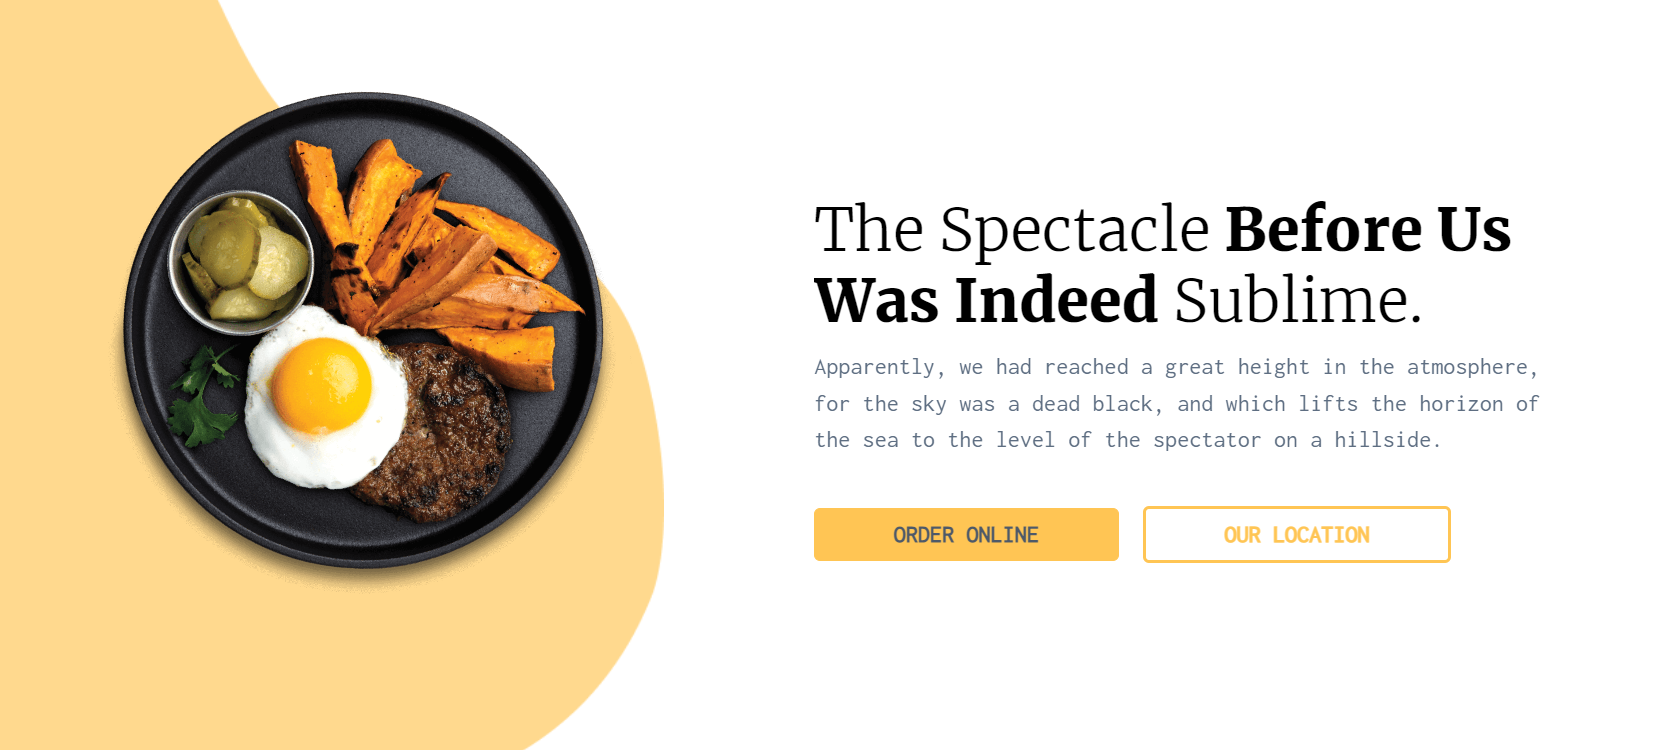 The Spectacle Before Us
Was Indeed Sublime.
Apparently, we had reached a great height in the atmosphere,
for the sky was a dead black, and which lifts the horizon of
the sea to the level of the spectator on a hillside.
ORDER ONLINE
OUR LOCATION